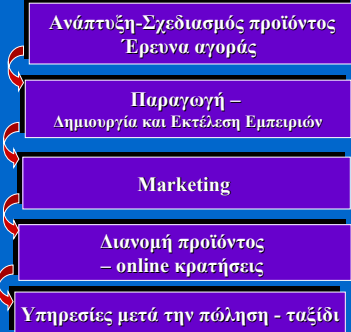 Ανάπτυξη-Σχεδιασμός προϊόντος
Έρευνα αγοράς
Παραγωγή –
Δημιουργία και Εκτέλεση Εμπειριών
Marketing
Διανομή προϊόντος
– online κρατήσεις
Υπηρεσίες μετά την πώληση - ταξίδι